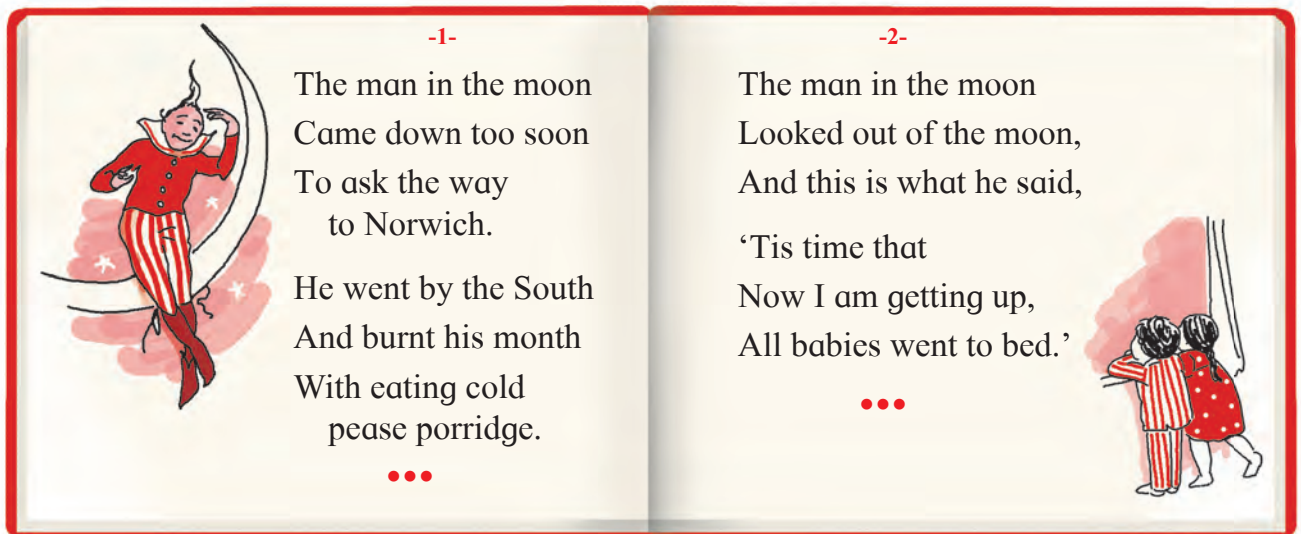 -1-
The man in the moon
Came down too soon
To ask the way
to Norwich.
He went by the South
And burnt his month
With eating cold
pease porridge.
-2-
The man in the moon
Looked out of the moon,
And this is what he said,
‘Tis time that
Now I am getting up,
All babies went to bed.’